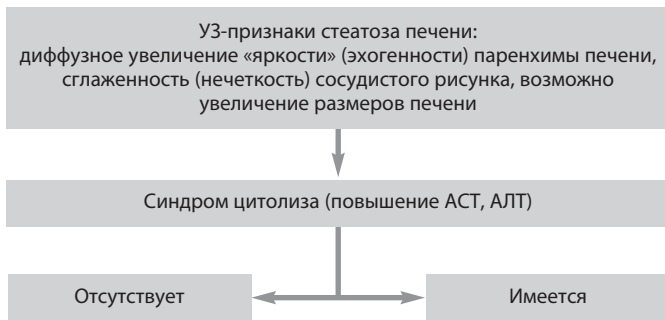 УЗ-признаки стеатоза печени:
диффузное увеличение «яркости» (эхогенности) паренхимы печени,
сглаженность (нечеткость) сосудистого рисунка, возможно
увеличение размеров печени
Синдром цитолиза (повышение АСТ, АЛТ)
Отсутствует
Имеется